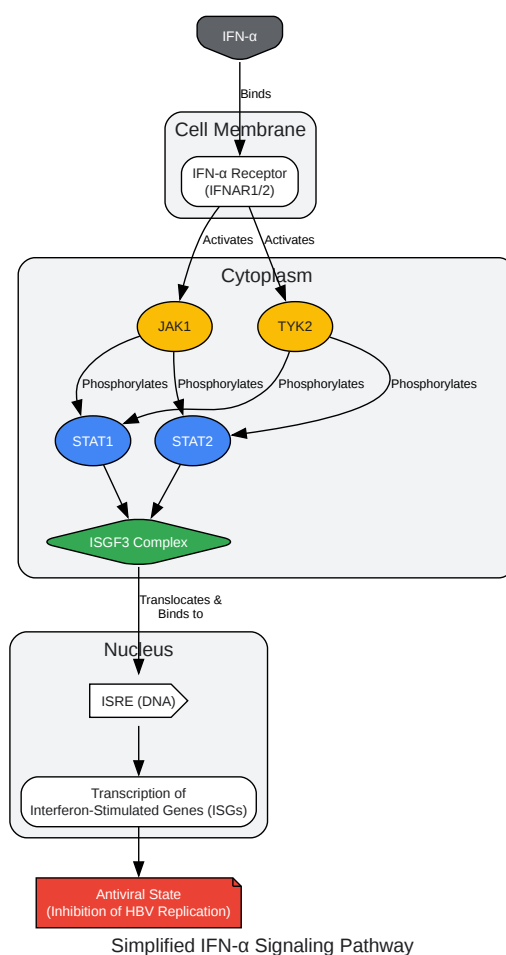 IFN-α
Binds
Cell Membrane
IFN-α Receptor
(IFNAR1/2)
Activates
Activates
Cytoplasm
JAK1
TYK2
Phosphorylates
Phosphorylates
Phosphorylates
Phosphorylates
STAT1
STAT2
ISGF3 Complex
Translocates &
Binds to
Nucleus
ISRE (DNA)
Transcription of
Interferon-Stimulated Genes (ISGs)
Antiviral State
(Inhibition of HBV Replication)
Simplified IFN-α Signaling Pathway